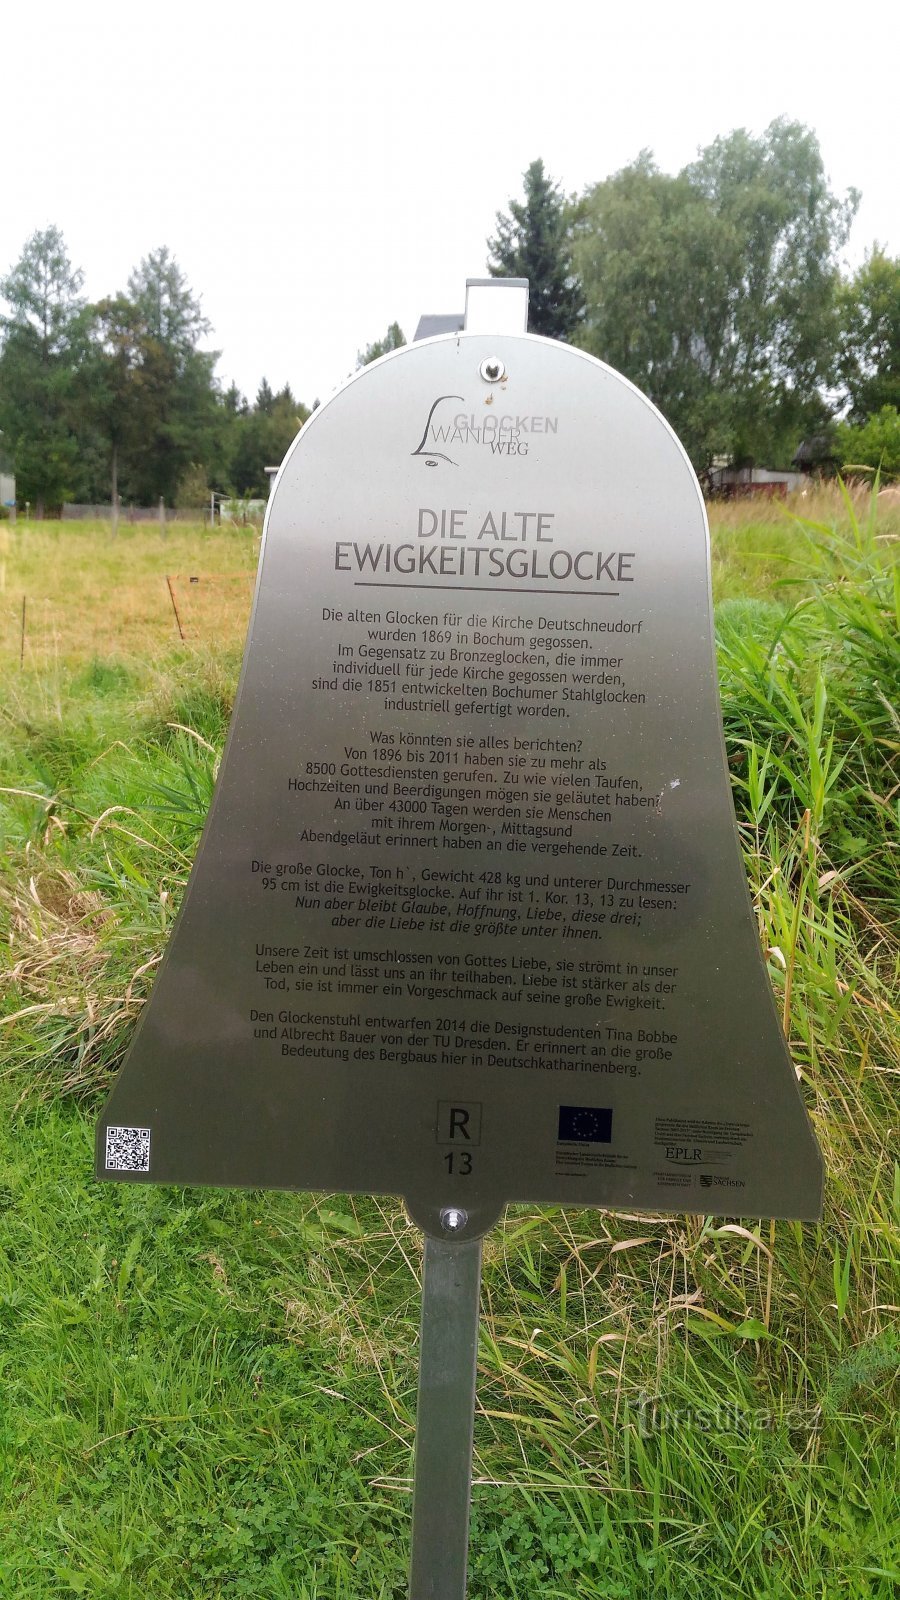 GLOCKEN
WANDER
WEG
DIE ALTE
EWIGKEITSGLOCKE
Die alten Glocken für die Kirche Deutschneudorf
wurden 1869 in Bochum gegossen.
Im Gegensatz zu Bronzeglocken, die immer
individuell für jede Kirche gegossen werden,
sind die 1851 entwickelten Bochumer Stahlglocken
industriell gefertigt worden.
Was könnten sie alles berichten?
Von 1896 bis 2011 haben sie zu mehr als
8500 Gottesdiensten gerufen. Zu wie vielen Taufen,
Hochzeiten und Beerdigungen mögen sie geläutet haben?
An über 43000 Tagen werden sie Menschen
mit ihrem Morgen-, Mittagsund
Abendgeläut erinnert haben an die vergehende Zeit.
Die große Glocke, Ton h`, Gewicht 428 kg und unterer Durchmesser
95 cm ist die Ewigkeitsglocke. Auf ihr ist 1. Kor. 13, 13 zu lesen:
Nun aber bleibt Glaube, Hoffnung, Liebe, diese drei;
aber die Liebe ist die größte unter ihnen.
Unsere Zeit ist umschlossen von Gottes Liebe, sie strömt in unser
Leben ein und lässt uns an ihr teilhaben. Liebe ist stärker als der
Tod, sie ist immer ein Vorgeschmack auf seine große Ewigkeit.
Den Glockenstuhl entwarfen 2014 die Designstudenten Tina Bobbe
und Albrecht Bauer von der TU Dresden. Er erinnert an die große
Bedeutung des Bergbaus hier in Deutschkatharinenberg.
R
13
EPLR
SACHSEN
Turistika.cz